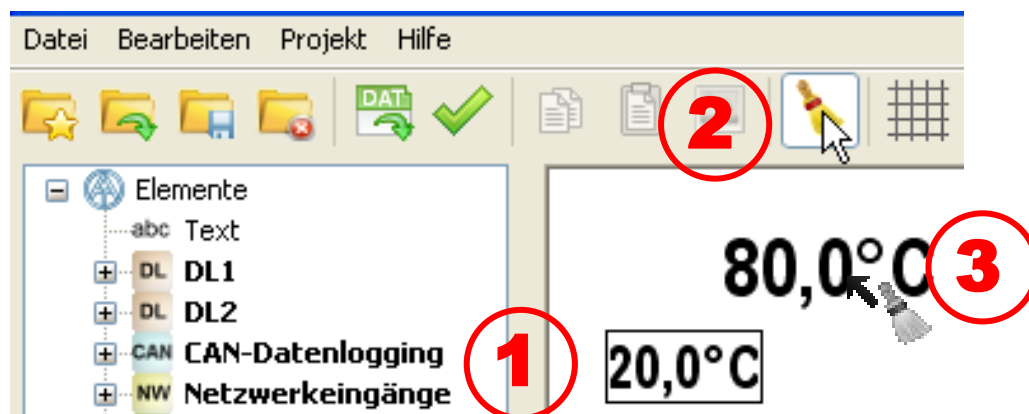 Datei Bearbeiten Projekt Hilfe
DAT
2
Elemente
abc Text
DL DL1
DL DL2
CAN CAN-Datenlogging
NW Netzwerkeingänge
80,0°C
3
1
20,0°C